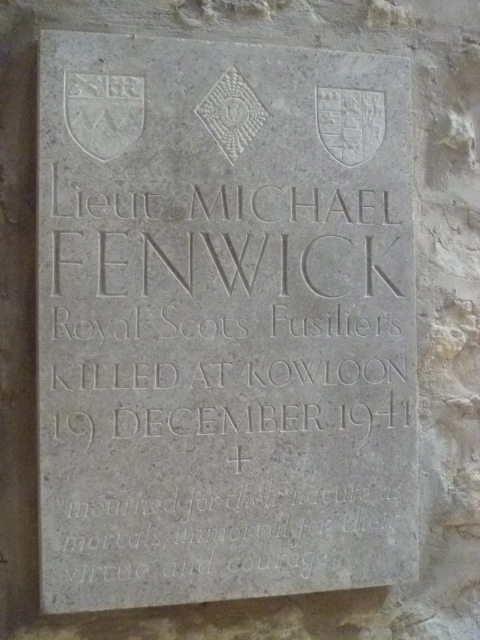 Lieut MICHAEL
FENWICK
Royal Scots Fusiliers
KILLED AT KOWLOON
19 DECEMBER 1941
"mourned for their nature as
mortals, immortal for their
virtue and courage"